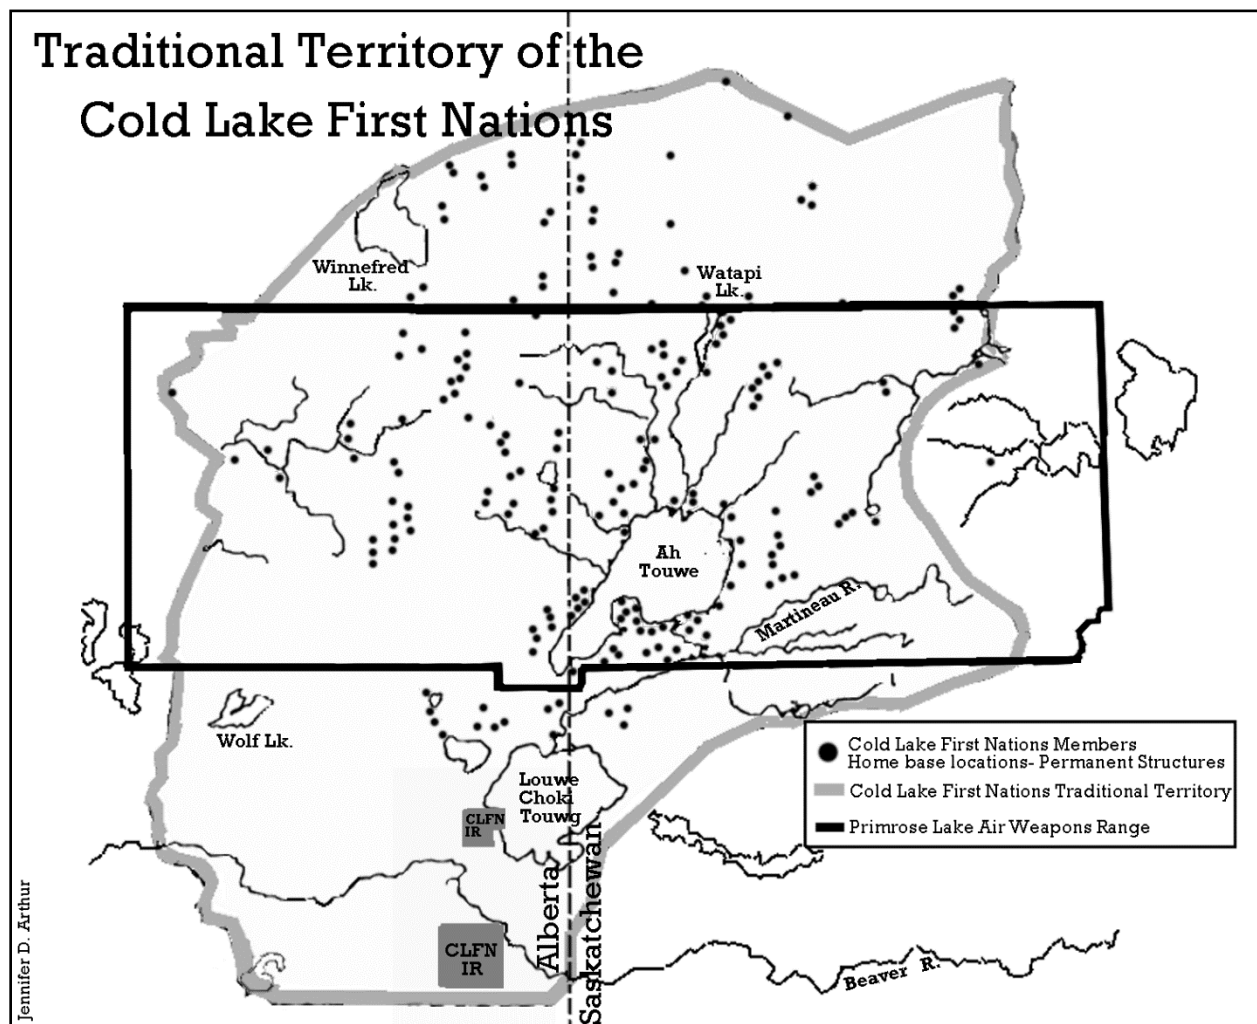 Traditional Territory of the
Cold Lake First Nations
Winnefred
Lk.
Watapi
Lk.
Ah
Touwe
Martineau R.
Wolf Lk.
Louwe
Choki
Touwg
CLFN
IR
CLFN
IR
Alberta
Saskatchewan
Beaver R.
Cold Lake First Nations Members
Home base locations- Permanent Structures
Cold Lake First Nations Traditional Territory
Primrose Lake Air Weapons Range
Jennifer D. Arthur